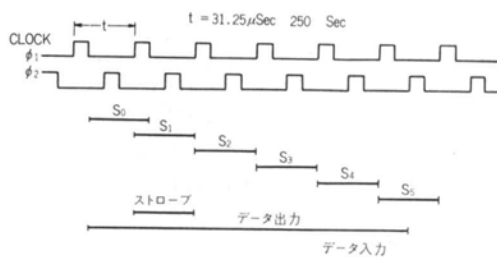 t = 31.25μSec 250 Sec
t
CLOCK
φ1
φ2
S0
S1
S2
S3
S4
S5
ストローブ
データ出力
データ入力